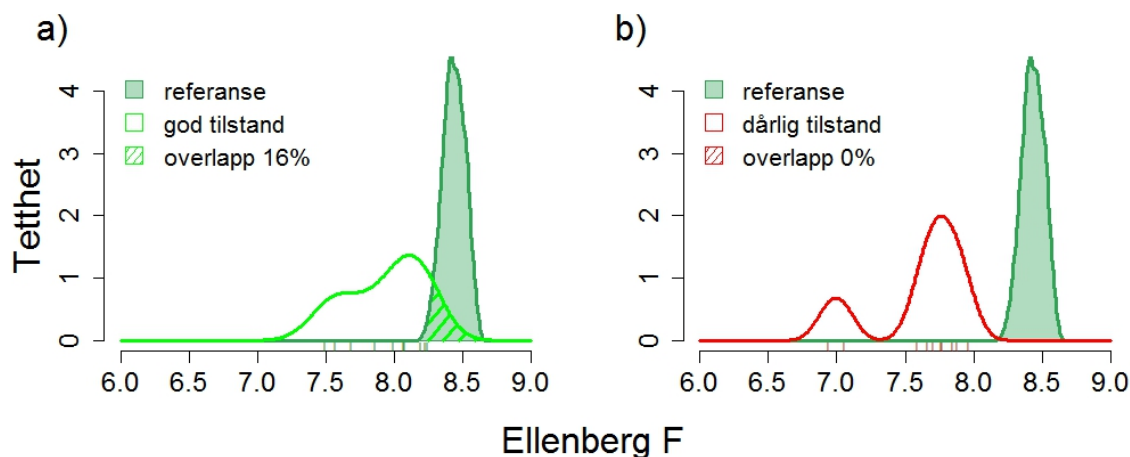 a)
referanse
god tilstand
overlapp 16%
Tetthet
0 1 2 3 4
6.0 6.5 7.0 7.5 8.0 8.5 9.0
b)
referanse
dårlig tilstand
overlapp 0%
0 1 2 3 4
6.0 6.5 7.0 7.5 8.0 8.5 9.0
Ellenberg F